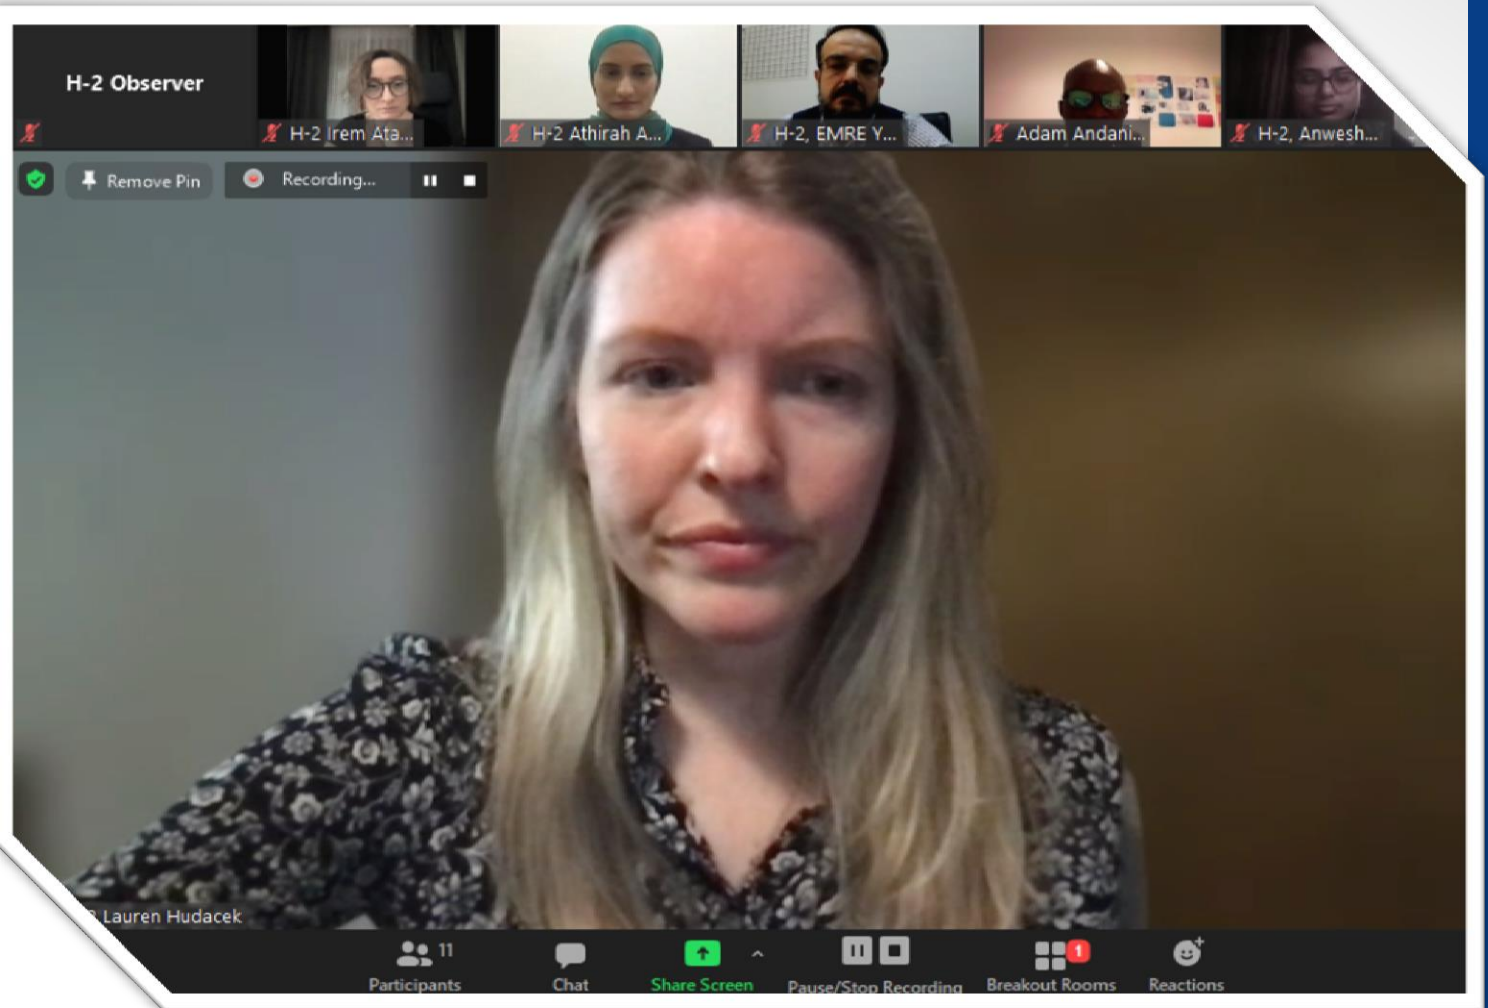 H-2 Observer
H-2 Irem Ata...
H-2 Athirah A...
H-2, EMRE Y...
Adam Andani...
H-2, Anwesh...
Remove Pin
Recording...
Lauren Hudacek
11
Participants
Chat
Share Screen
Pause/Stop Recording
1
Breakout Rooms
Reactions